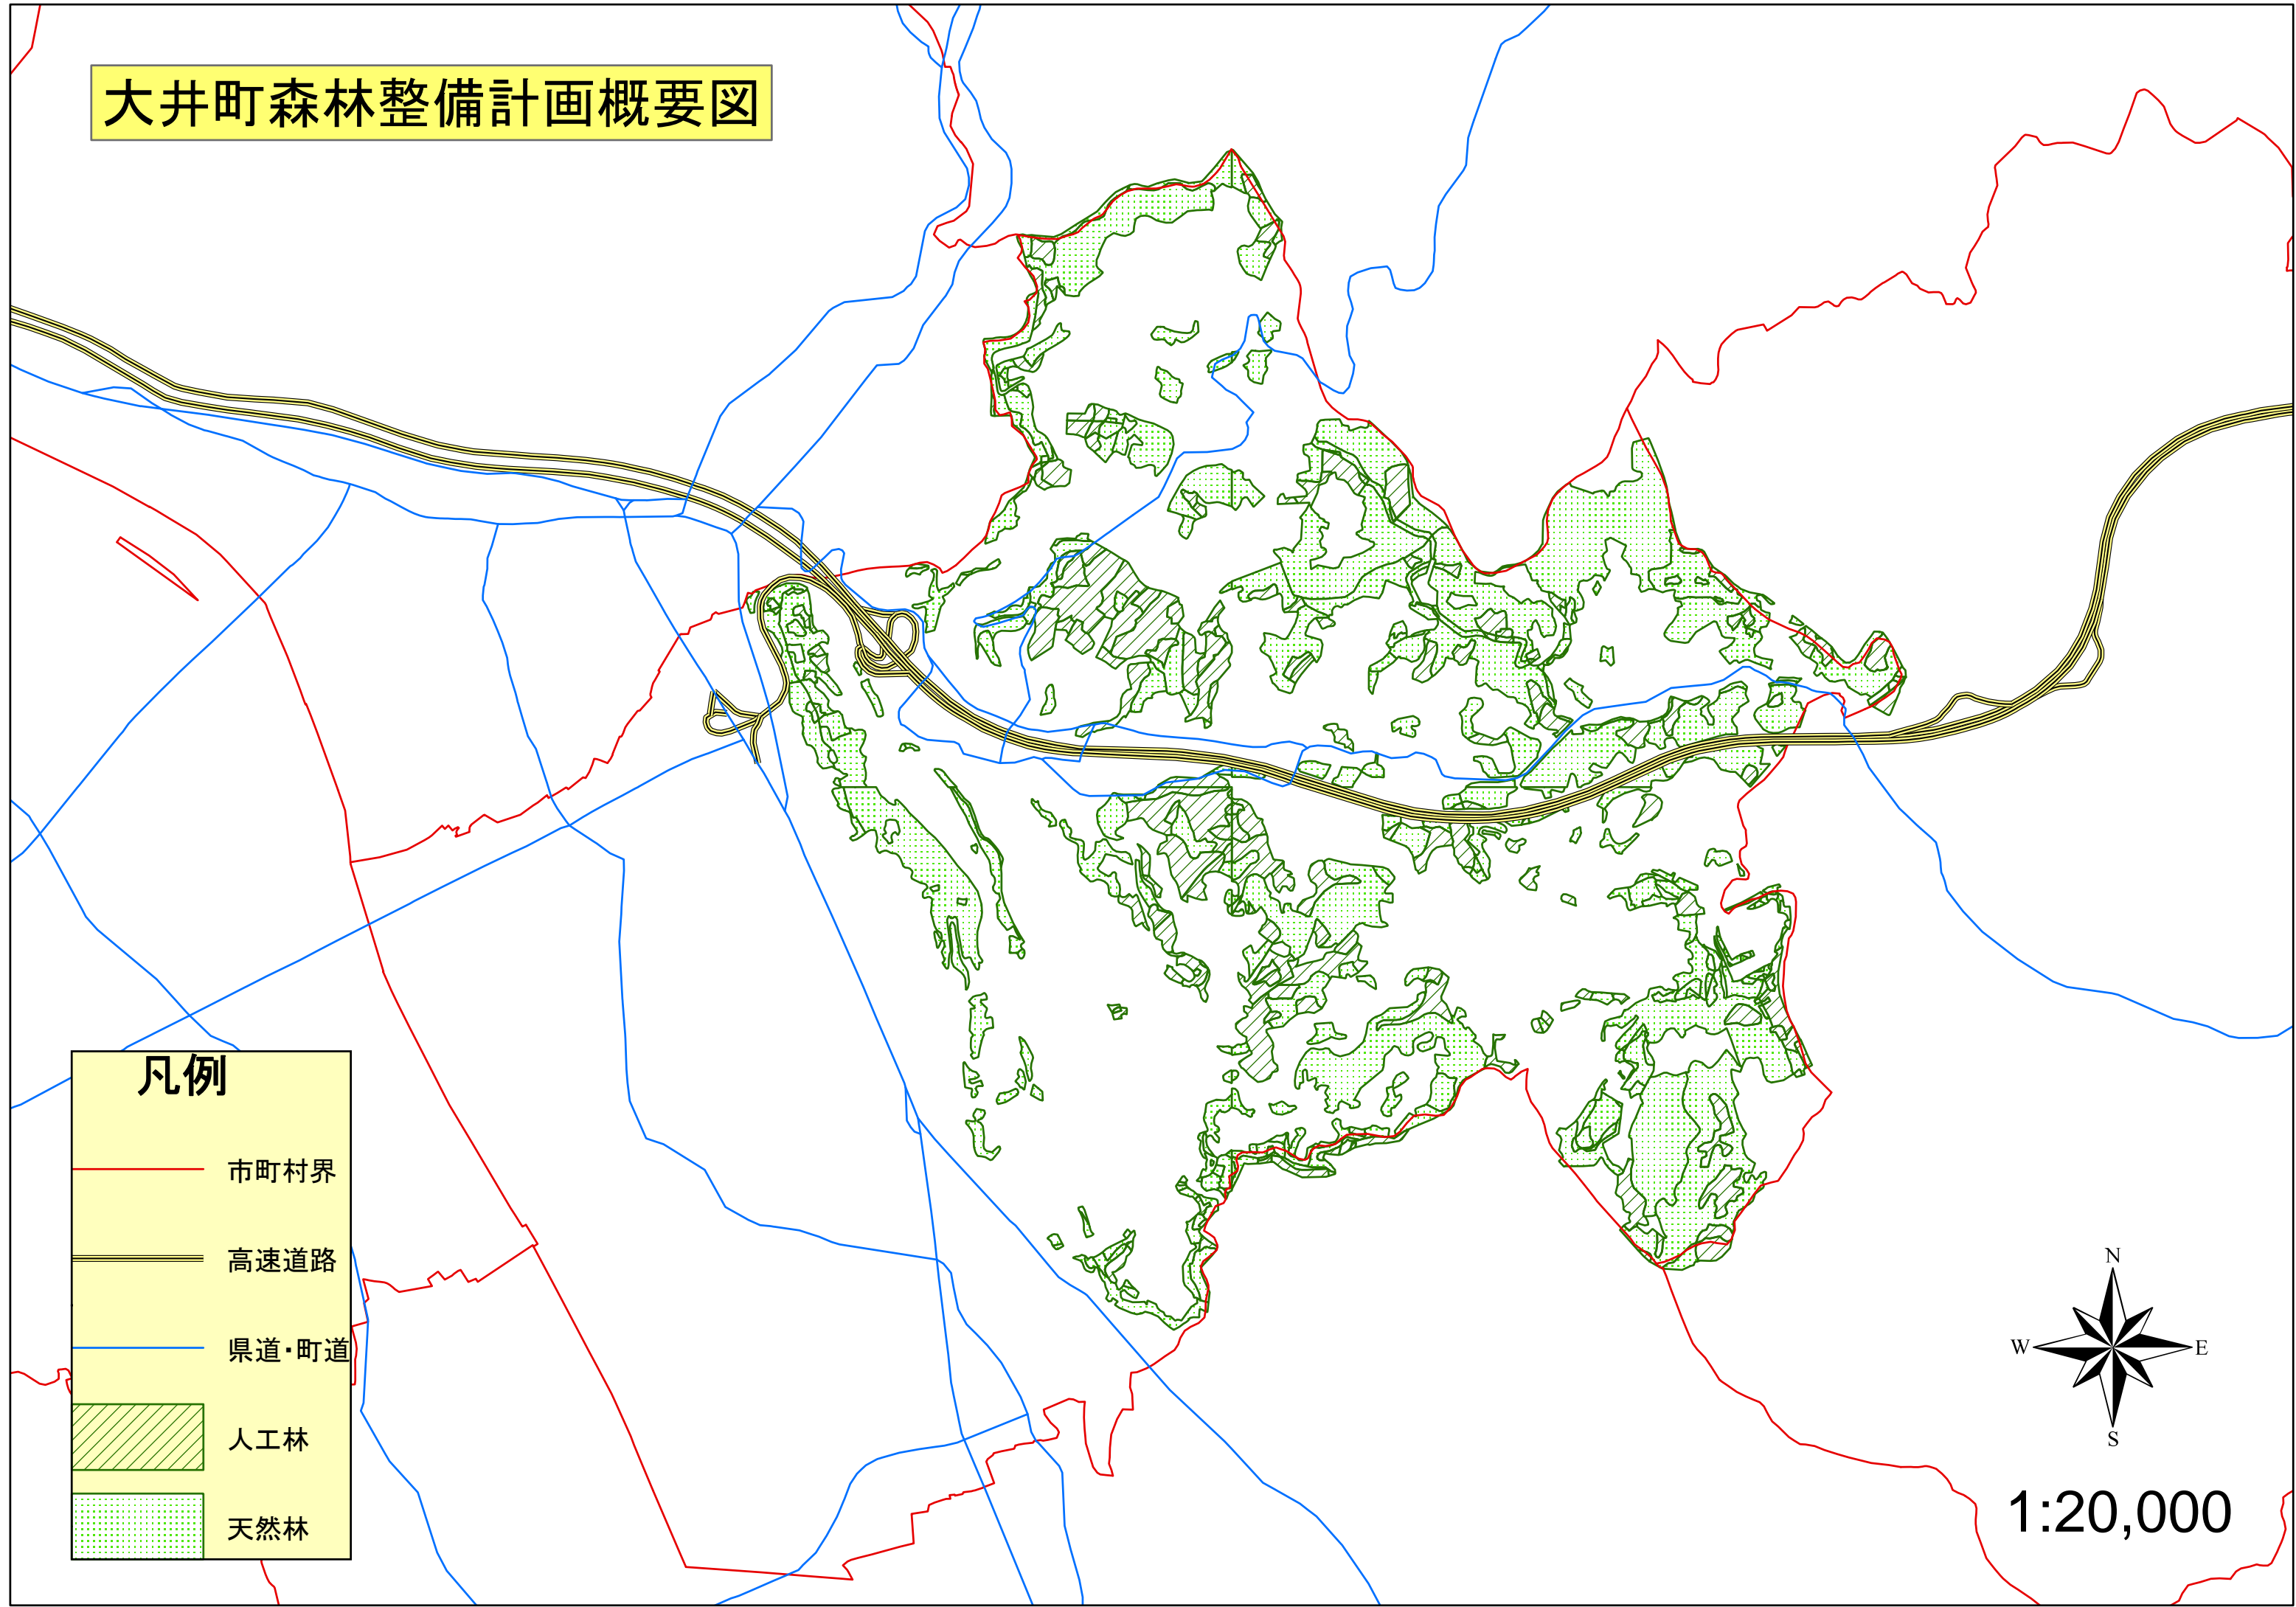 大井町森林整備計画概要図
凡例
市町村界
高速道路
県道・町道
人工林
天然林
N
W
E
S
1:20,000